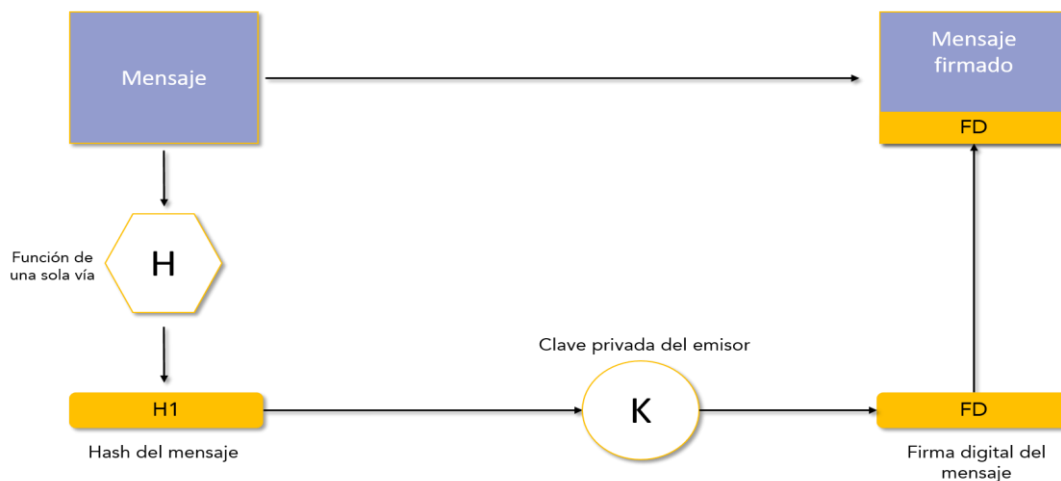 Mensaje
Mensaje
firmado
FD
Función de
una sola vía
H
Clave privada del emisor
H1
K
FD
Hash del mensaje
Firma digital del
mensaje